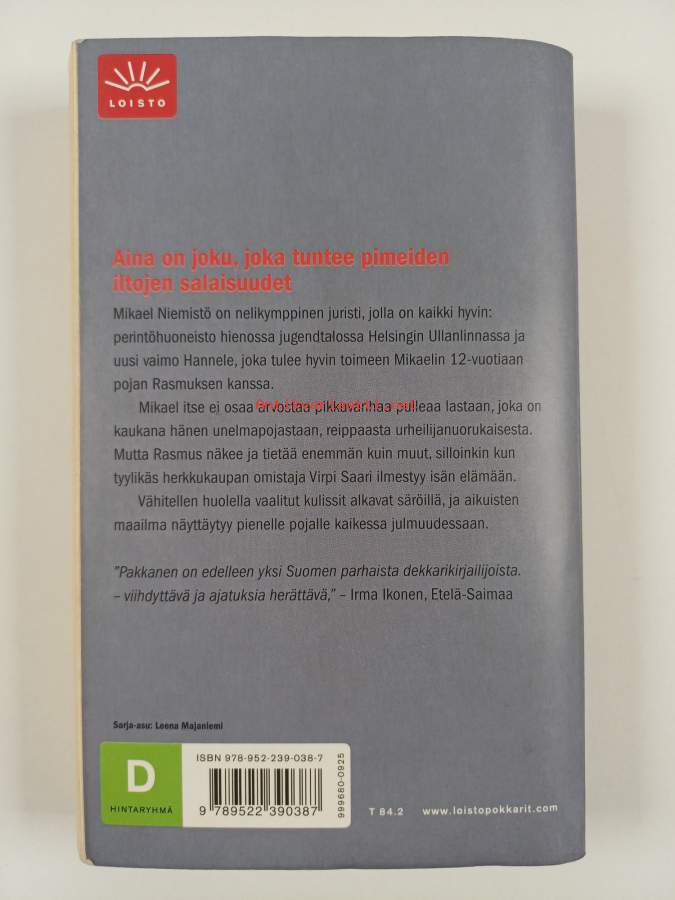 LOISTO
Aina on joku, joka tuntee pimeiden
iltojen salaisuudet
Mikael Niemistö on nelikymppinen juristi, jolla on kaikki hyvin:
perintöhuoneisto hienossa jugendtalossa Helsingin Ullanlinnassa ja
uusi vaimo Hannele, joka tulee hyvin toimeen Mikaelin 12-vuotiaan
pojan Rasmuksen kanssa.
Mikael itse ei osaa arvostaa pikkuvanhaa pulleaa lastaan, joka on
kaukana hänen unelmapojastaan, reippaasta urheilijanuorukaisesta.
Mutta Rasmus näkee ja tietää enemmän kuin muut, silloinkin kun
tyylikäs herkkukaupan omistaja Virpi Saari ilmestyy isän elämään.
Vähitellen huolella vaalitut kulissit alkavat säröillä, ja aikuisten
maailma näyttäytyy pienelle pojalle kaikessa julmuudessaan.
”Pakkanen on edelleen yksi Suomen parhaista dekkarikirjailijoista.
– viihdyttävä ja ajatuksia herättävä,” – Irma Ikonen, Etelä-Saimaa
Sarja-asu: Leena Majaniemi
D
HINTARYHMÄ
ISBN 978-952-239-038-7
9 789522 390387
999680-0925
T 84.2 www.loistopokkarit.com